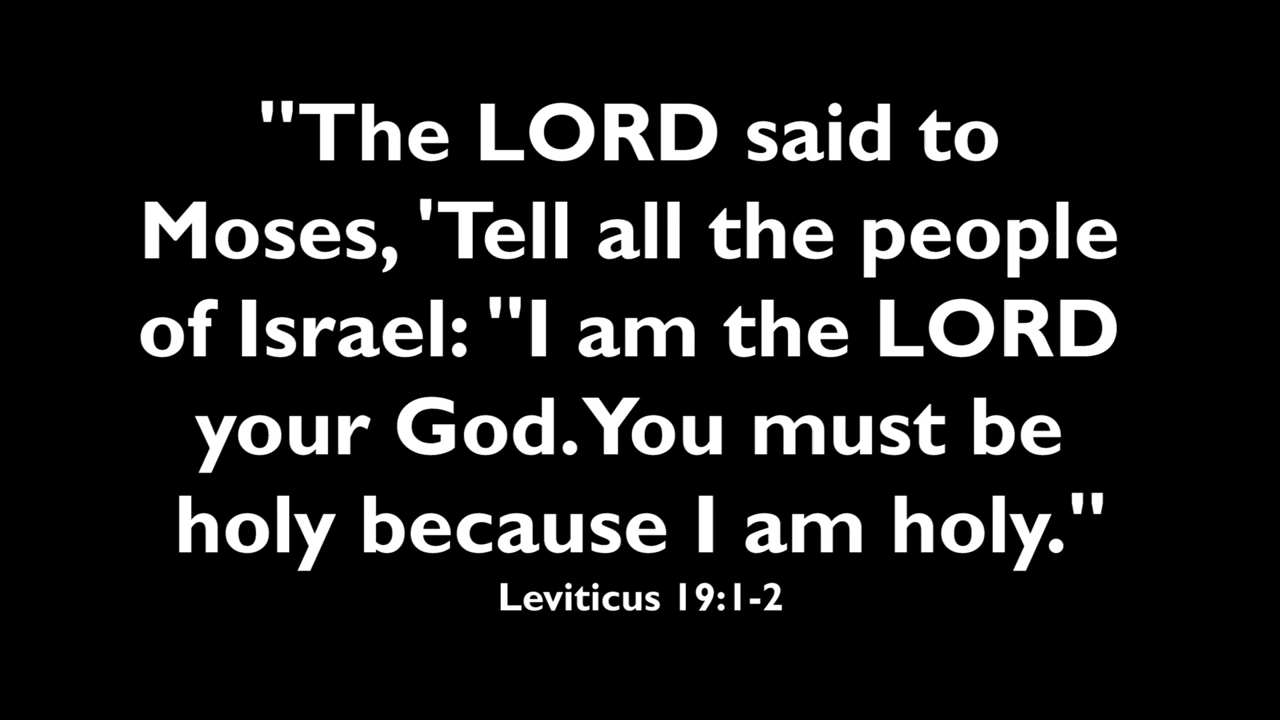 "The LORD said to
Moses, 'Tell all the people
of Israel: "I am the LORD
your God. You must be
holy because I am holy."
Leviticus 19:1-2